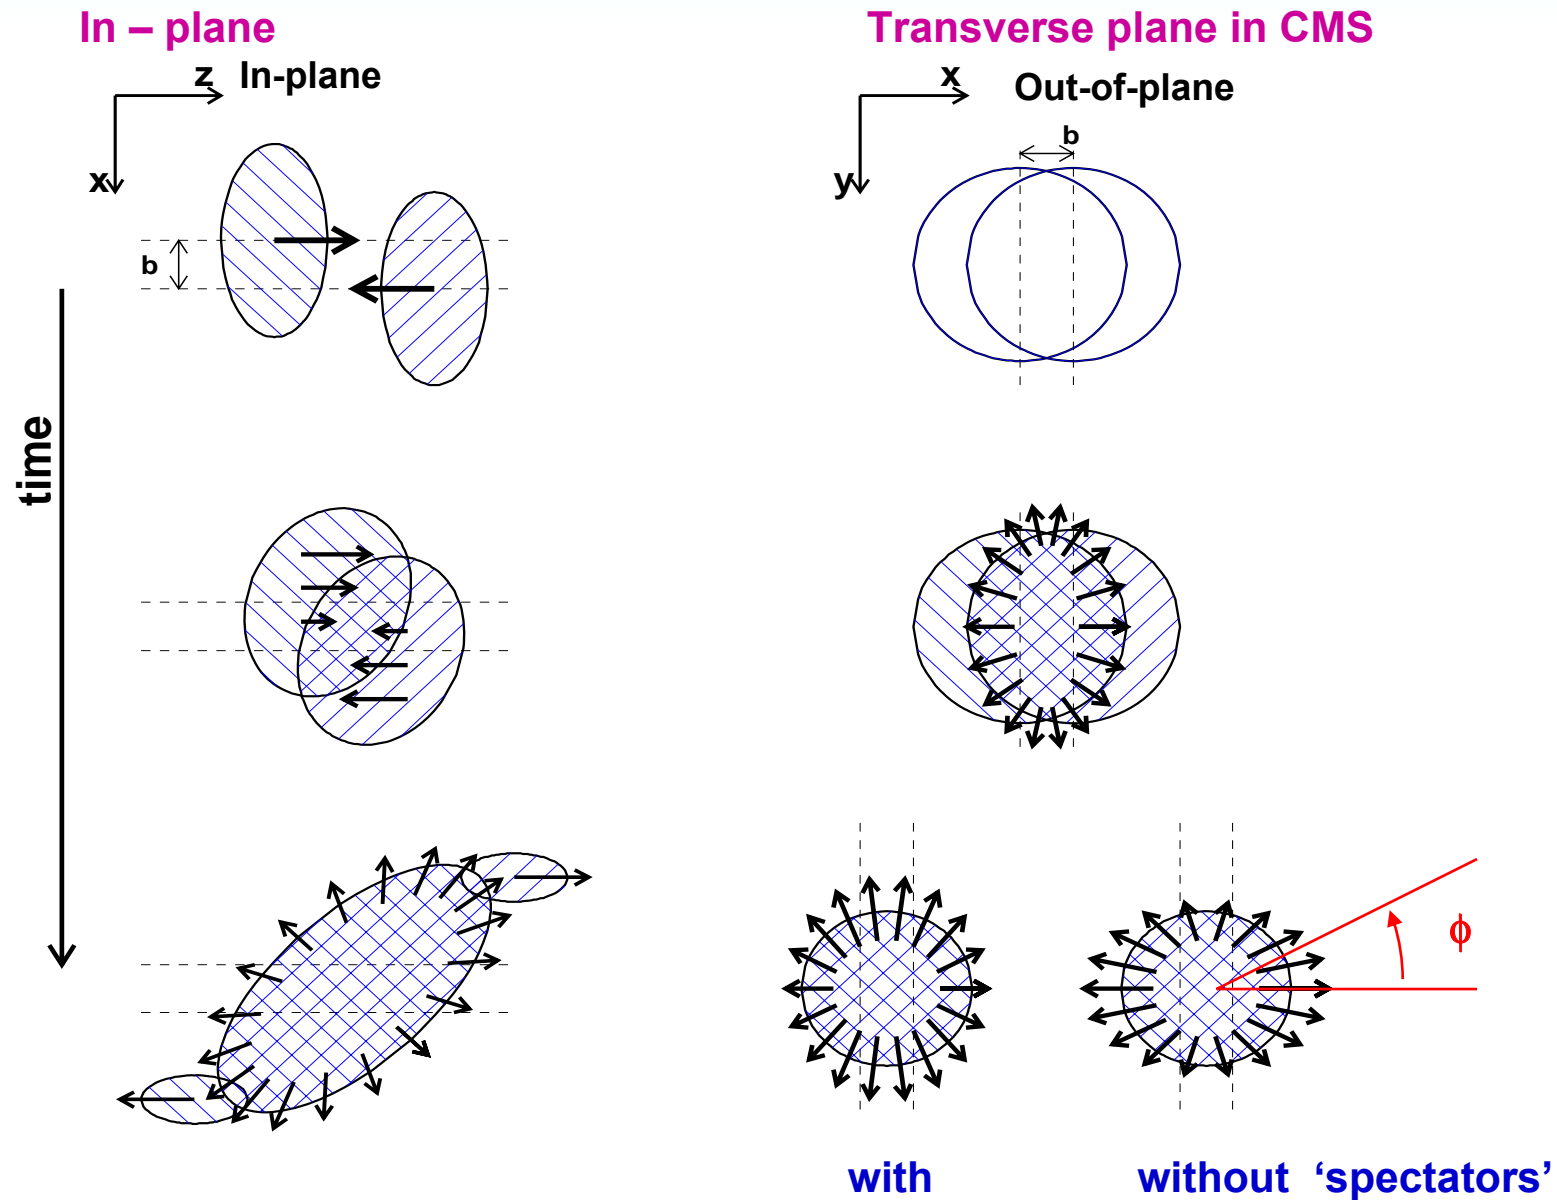 In – plane
Transverse plane in CMS
z In-plane
x
x
Out-of-plane
b
y
b
time
ϕ
with
without ‘spectators’